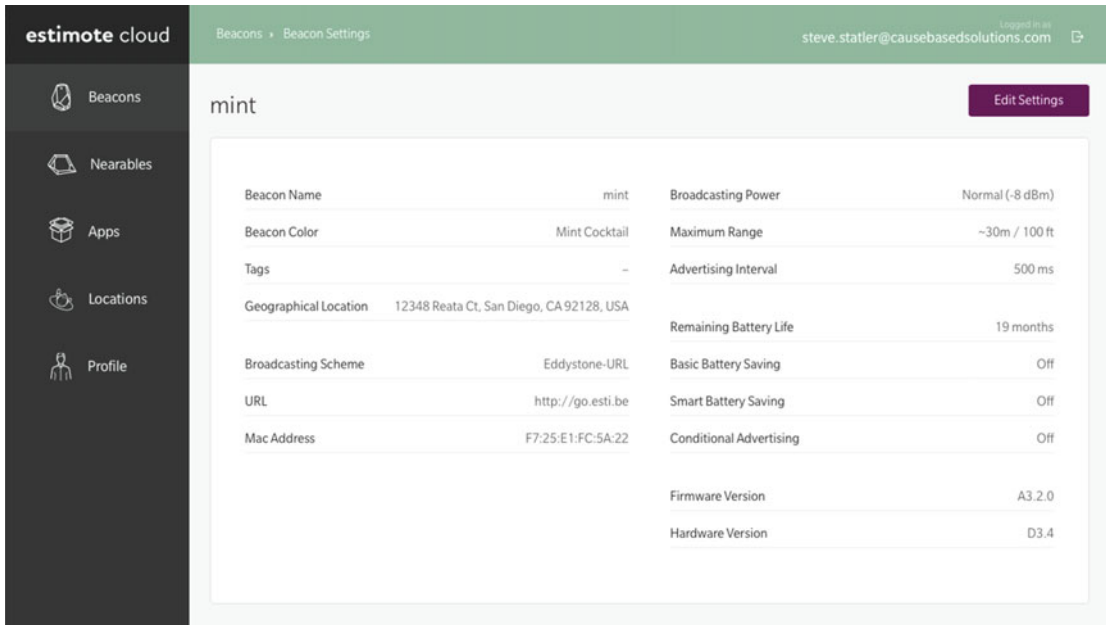 estimote cloud
Beacons › Beacon Settings
Logged in as
steve.statler@causebasedsolutions.com
Beacons
Nearables
Apps
Locations
Profile
mint
Edit Settings
Beacon Name mint
Beacon Color Mint Cocktail
Tags –
Geographical Location 12348 Reata Ct, San Diego, CA 92128, USA
Broadcasting Scheme Eddystone-URL
URL http://go.esti.be
Mac Address F7:25:E1:FC:5A:22
Broadcasting Power Normal (-8 dBm)
Maximum Range ~30m / 100 ft
Advertising Interval 500 ms
Remaining Battery Life 19 months
Basic Battery Saving Off
Smart Battery Saving Off
Conditional Advertising Off
Firmware Version A3.2.0
Hardware Version D3.4